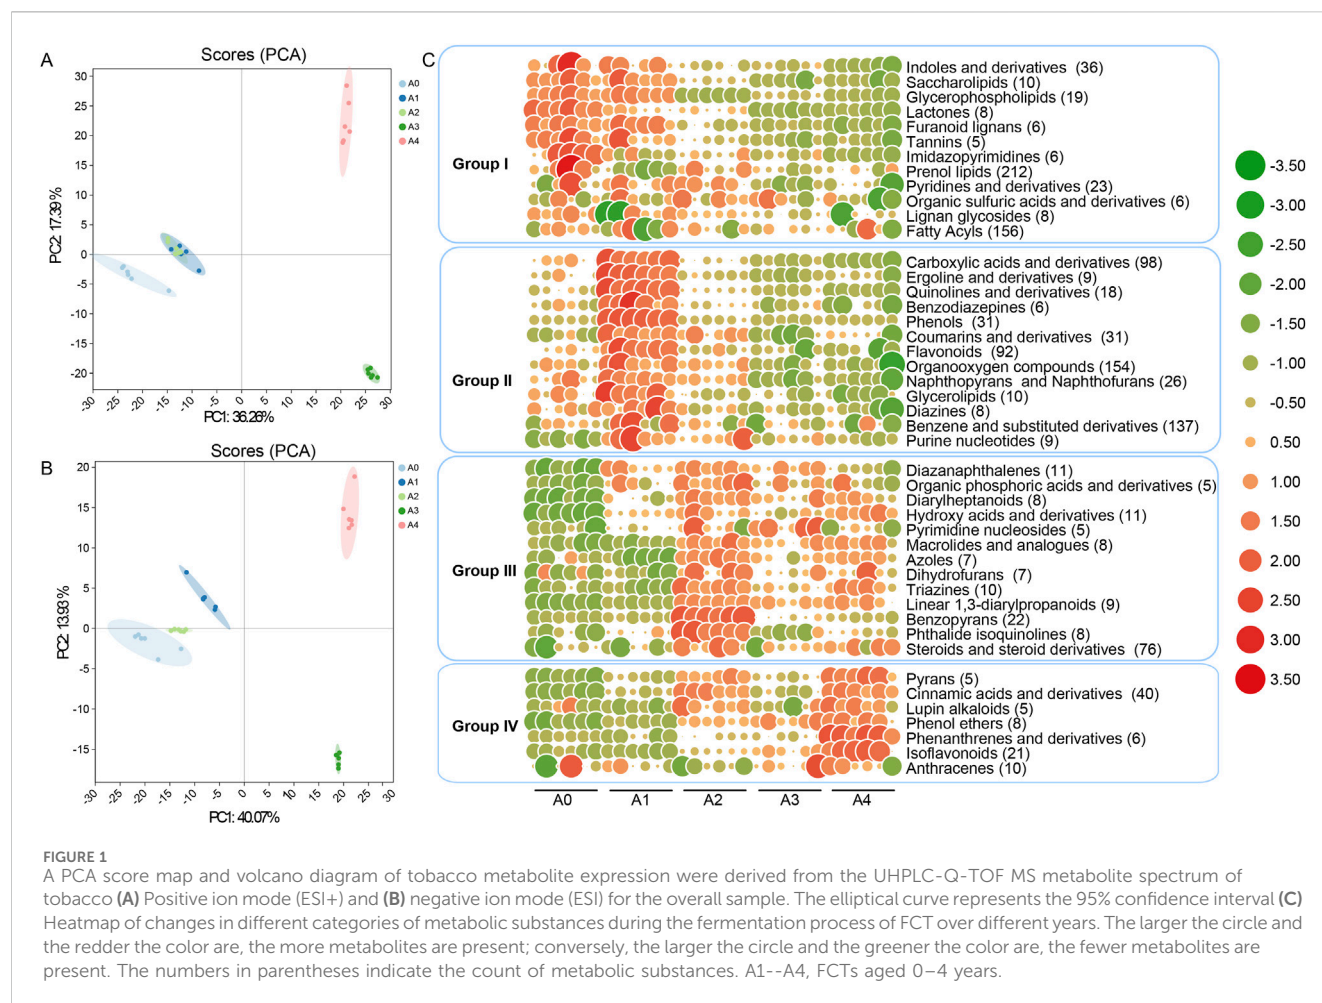 A
Scores (PCA)
30
25
20
15
10
5
0
-5
-10
-15
-20
PC2: 17.39%
-30
-25
-20
-15
-10
-5
0
5
10
15
20
25
30
PC1: 36.26%
A0
A1
A2
A3
A4
B
Scores (PCA)
20
15
10
5
0
-5
-10
-15
PC2: 13.93%
-30
-25
-20
-15
-10
-5
0
5
10
15
20
25
30
PC1: 40.07%
A0
A1
A2
A3
A4
C
Group I
Indoles and derivatives (36)
Saccharolipids (10)
Glycerophospholipids (19)
Lactones (8)
Furanoid lignans (6)
Tannins (5)
Imidazopyrimidines (6)
Prenol lipids (212)
Pyridines and derivatives (23)
Organic sulfuric acids and derivatives (6)
Lignan glycosides (8)
Fatty Acyls (156)
Group II
Carboxylic acids and derivatives (98)
Ergoline and derivatives (9)
Quinolines and derivatives (18)
Benzodiazepines (6)
Phenols (31)
Coumarins and derivatives (31)
Flavonoids (92)
Organooxygen compounds (154)
Naphthopyrans and Naphthofurans (26)
Glycerolipids (10)
Diazines (8)
Benzene and substituted derivatives (137)
Purine nucleotides (9)
Group III
Diazanaphthalenes (11)
Organic phosphoric acids and derivatives (5)
Diarylheptanoids (8)
Hydroxy acids and derivatives (11)
Pyrimidine nucleosides (5)
Macrolides and analogues (8)
Azoles (7)
Dihydrofurans (7)
Triazines (10)
Linear 1,3-diarylpropanoids (9)
Benzopyrans (22)
Phthalide isoquinolines (8)
Steroids and steroid derivatives (76)
Group IV
Pyrans (5)
Cinnamic acids and derivatives (40)
Lupin alkaloids (5)
Phenol ethers (8)
Phenanthrenes and derivatives (6)
Isoflavonoids (21)
Anthracenes (10)
A0
A1
A2
A3
A4
-3.50
-3.00
-2.50
-2.00
-1.50
-1.00
-0.50
0.50
1.00
1.50
2.00
2.50
3.00
3.50
FIGURE 1
A PCA score map and volcano diagram of tobacco metabolite expression were derived from the UHPLC-Q-TOF MS metabolite spectrum of
tobacco (A) Positive ion mode (ESI+) and (B) negative ion mode (ESI) for the overall sample. The elliptical curve represents the 95% confidence interval (C)
Heatmap of changes in different categories of metabolic substances during the fermentation process of FCT over different years. The larger the circle and
the redder the color are, the more metabolites are present; conversely, the larger the circle and the greener the color are, the fewer metabolites are
present. The numbers in parentheses indicate the count of metabolic substances. A1--A4, FCTs aged 0–4 years.